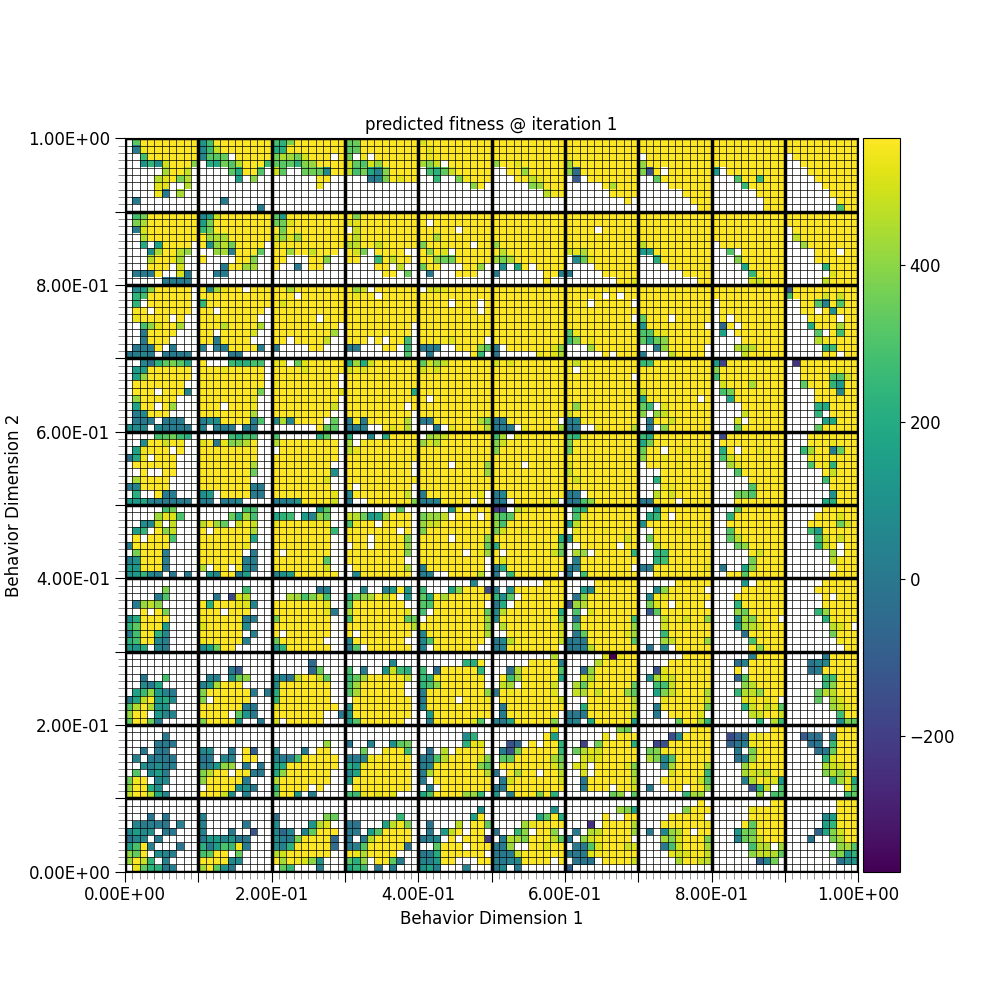 predicted fitness @ iteration 1
1.00E+00
8.00E-01
6.00E-01
4.00E-01
2.00E-01
0.00E+00
Behavior Dimension 2
0.00E+00 2.00E-01 4.00E-01 6.00E-01 8.00E-01 1.00E+00
Behavior Dimension 1
400
200
0
−200